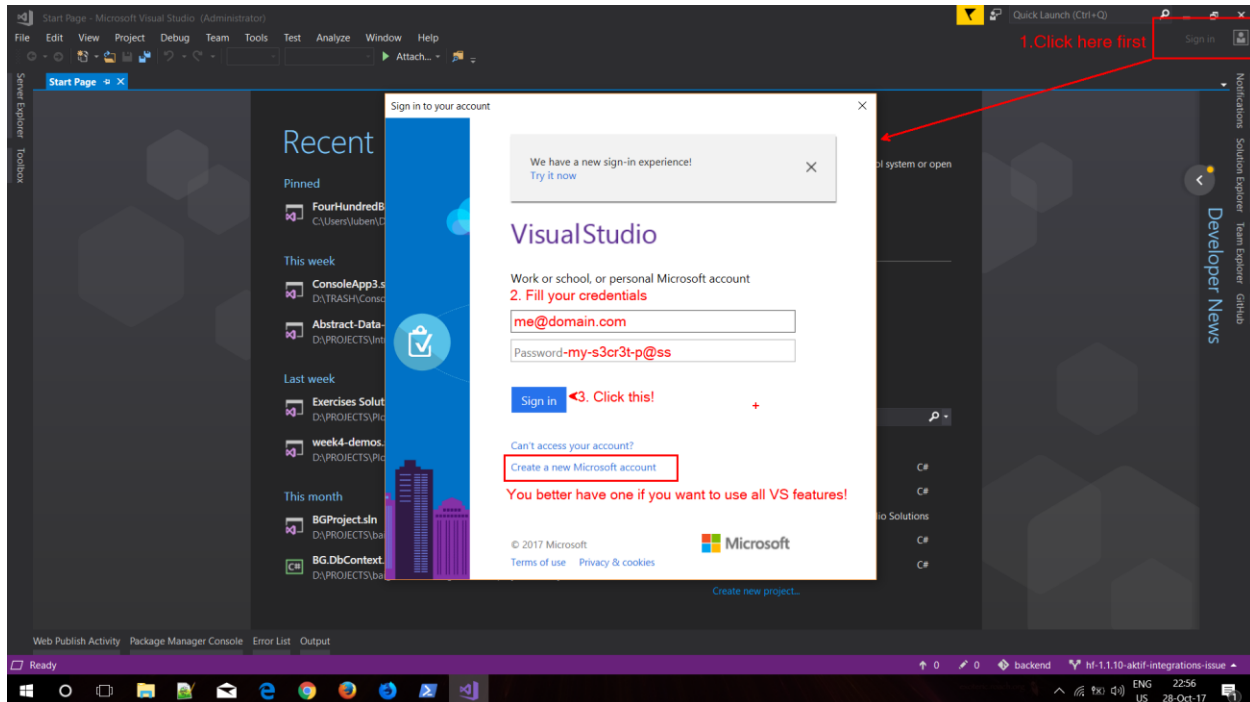 Start Page - Microsoft Visual Studio (Administrator)
Quick Launch (Ctrl+Q)
File Edit View Project Debug Team Tools Test Analyze Window Help
1.Click here first
Sign in
Attach...
Start Page
Server Explorer
Toolbox
Notifications
Solution Explorer
Team Explorer
GitHub
Developer News
Recent
Pinned
FourHundredB
C:\Users\luben\D
This week
ConsoleApp3.s
D:\TRASH\Conso
Abstract-Data-
D:\PROJECTS\Int
Last week
Exercises Solut
D:\PROJECTS\Plo
week4-demos.
D:\PROJECTS\Plo
This month
BGProject.sln
D:\PROJECTS\ba
BG.DbContext.
D:\PROJECTS\ba
Sign in to your account
We have a new sign-in experience!
Try it now
Visual Studio
Work or school, or personal Microsoft account
2. Fill your credentials
me@domain.com
Password-my-s3cr3t-p@ss
Sign in
3. Click this!
Can't access your account?
Create a new Microsoft account
You better have one if you want to use all VS features!
© 2017 Microsoft
Microsoft
Terms of use Privacy & cookies
ol system or open
C#
C#
io Solutions
C#
C#
C#
Create new project...
Web Publish Activity Package Manager Console Error List Output
Ready
0 0 backend hf-1.1.10-aktif-integrations-issue
ENG 22:56
US 28-Oct-17
1